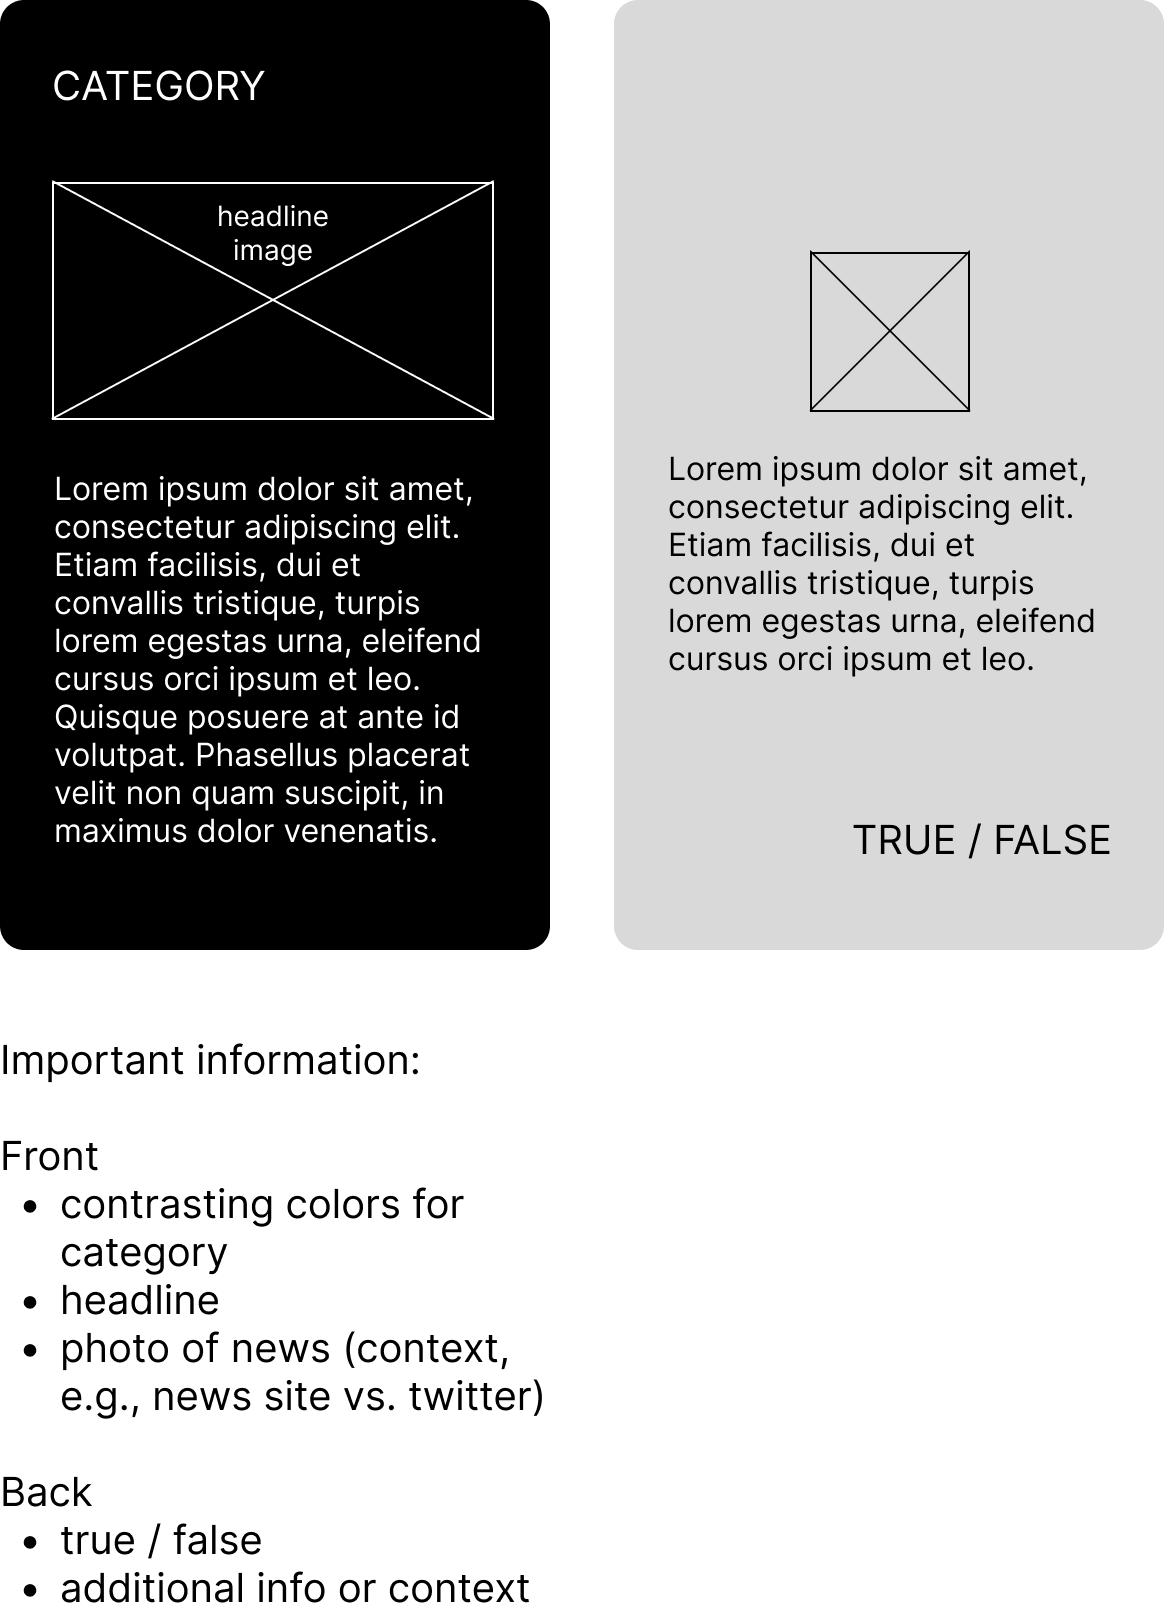 CATEGORY
headline
image
Lorem ipsum dolor sit amet,
consectetur adipiscing elit.
Etiam facilisis, dui et
convallis tristique, turpis
lorem egestas urna, eleifend
cursus orci ipsum et leo.
Quisque posuere at ante id
volutpat. Phasellus placerat
velit non quam suscipit, in
maximus dolor venenatis.
Lorem ipsum dolor sit amet,
consectetur adipiscing elit.
Etiam facilisis, dui et
convallis tristique, turpis
lorem egestas urna, eleifend
cursus orci ipsum et leo.
TRUE / FALSE
Important information:
Front
• contrasting colors for
category
• headline
• photo of news (context,
e.g., news site vs. twitter)
Back
• true / false
• additional info or context